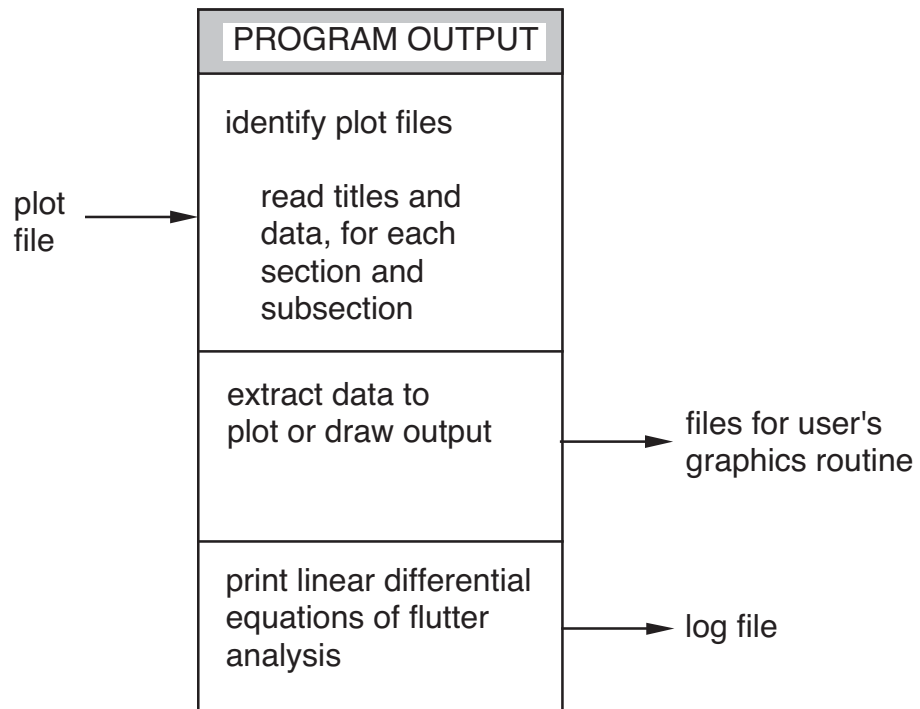 PROGRAM OUTPUT
identify plot files
read titles and
data, for each
section and
subsection
plot
file
extract data to
plot or draw output
files for user's
graphics routine
print linear differential
equations of flutter
analysis
log file